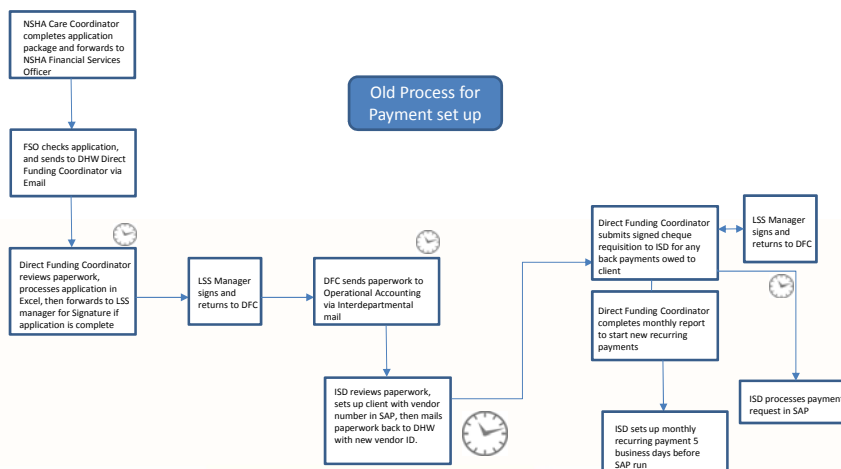 NSHA Care Coordinator
completes application
package and forwards to
NSHA Financial Services
Officer
Old Process for
Payment set up
FSO checks application,
and sends to DHW Direct
Funding Coordinator via
Email
Direct Funding Coordinator
reviews paperwork,
processes application in
Excel, then forwards to LSS
manager for Signature if
application is complete
LSS Manager
signs and
returns to DFC
DFC sends paperwork to
Operational Accounting
via Interdepartmental
mail
ISD reviews paperwork,
sets up client with vendor
number in SAP, then mails
paperwork back to DHW
with new vendor ID.
Direct Funding Coordinator
submits signed cheque
requisition to ISD for any
back payments owed to
client
LSS Manager
signs and
returns to DFC
Direct Funding Coordinator
completes monthly report
to start new recurring
payments
ISD sets up monthly
recurring payment 5
business days before
SAP run
ISD processes payment
request in SAP